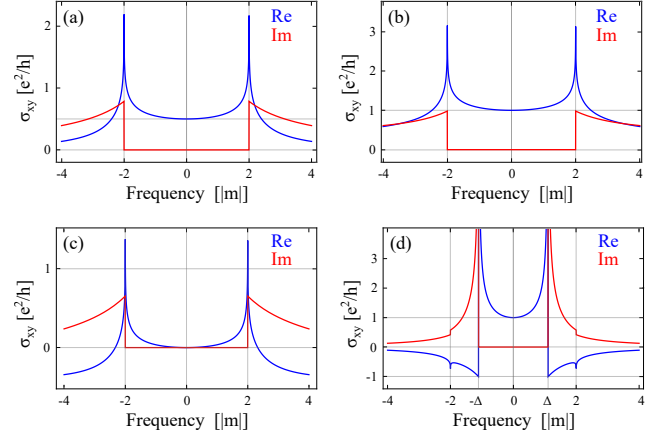 (a)
Re
Im
σxy [e²/h]
2
1
0
-4 -2 0 2 4
Frequency [|m|]
(b)
Re
Im
σxy [e²/h]
3
2
1
0
-4 -2 0 2 4
Frequency [|m|]
(c)
Re
Im
σxy [e²/h]
1
0
-4 -2 0 2 4
Frequency [|m|]
(d)
Re
Im
σxy [e²/h]
3
2
1
0
-1
-4 -2 -Δ 0 Δ 2 4
Frequency [|m|]